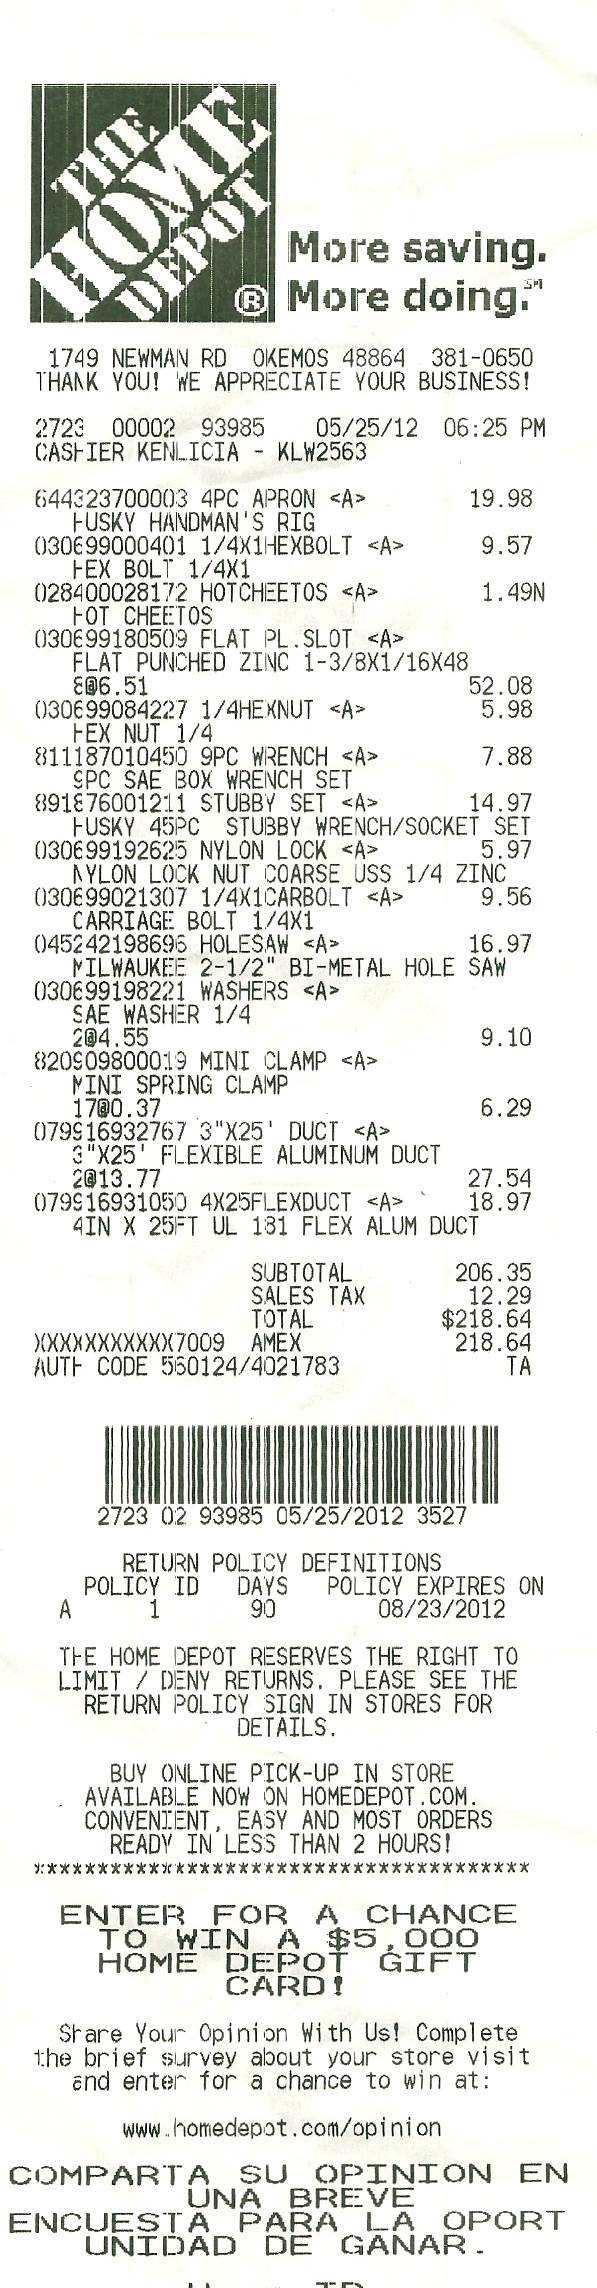 THE
HOME
DEPOT
®
More saving.
More doing.℠
1749 NEWMAN RD OKEMOS 48864 381-0650
THANK YOU! WE APPRECIATE YOUR BUSINESS!
2723 00002 93985 05/25/12 06:25 PM
CASHIER KENLICIA - KLW2563
644323700003 4PC APRON <A> 19.98
HUSKY HANDMAN'S RIG
030699000401 1/4X1HEXBOLT <A> 9.57
HEX BOLT 1/4X1
028400028172 HOTCHEETOS <A> 1.49N
HOT CHEETOS
030699180509 FLAT PL.SLOT <A>
FLAT PUNCHED ZINC 1-3/8X1/16X48
8@6.51 52.08
030699084227 1/4HEXNUT <A> 5.98
HEX NUT 1/4
811187010450 9PC WRENCH <A> 7.88
9PC SAE BOX WRENCH SET
891876001211 STUBBY SET <A> 14.97
HUSKY 45PC STUBBY WRENCH/SOCKET SET
030699192625 NYLON LOCK <A> 5.97
NYLON LOCK NUT COARSE USS 1/4 ZINC
030699021307 1/4X1CARBOLT <A> 9.56
CARRIAGE BOLT 1/4X1
045242198696 HOLESAW <A> 16.97
MILWAUKEE 2-1/2" BI-METAL HOLE SAW
030699198221 WASHERS <A>
SAE WASHER 1/4
2@4.55 9.10
820909800019 MINI CLAMP <A>
MINI SPRING CLAMP
17@0.37 6.29
079916932767 3"X25' DUCT <A>
3"X25' FLEXIBLE ALUMINUM DUCT
2@13.77 27.54
079916931050 4X25FLEXDUCT <A> 18.97
4IN X 25FT UL 181 FLEX ALUM DUCT
SUBTOTAL 206.35
SALES TAX 12.29
TOTAL $218.64
XXXXXXXXXXX7009 AMEX 218.64
AUTH CODE 560124/4021783 TA
2723 02 93985 05/25/2012 3527
RETURN POLICY DEFINITIONS
POLICY ID DAYS POLICY EXPIRES ON
A 1 90 08/23/2012
THE HOME DEPOT RESERVES THE RIGHT TO
LIMIT / DENY RETURNS. PLEASE SEE THE
RETURN POLICY SIGN IN STORES FOR
DETAILS.
BUY ONLINE PICK-UP IN STORE
AVAILABLE NOW ON HOMEDEPOT.COM.
CONVENIENT, EASY AND MOST ORDERS
READY IN LESS THAN 2 HOURS!
***************************************
ENTER FOR A CHANCE
TO WIN A $5,000
HOME DEPOT GIFT
CARD!
Share Your Opinion With Us! Complete
the brief survey about your store visit
and enter for a chance to win at:
www.homedepot.com/opinion
COMPARTA SU OPINION EN
UNA BREVE
ENCUESTA PARA LA OPORT
UNIDAD DE GANAR.